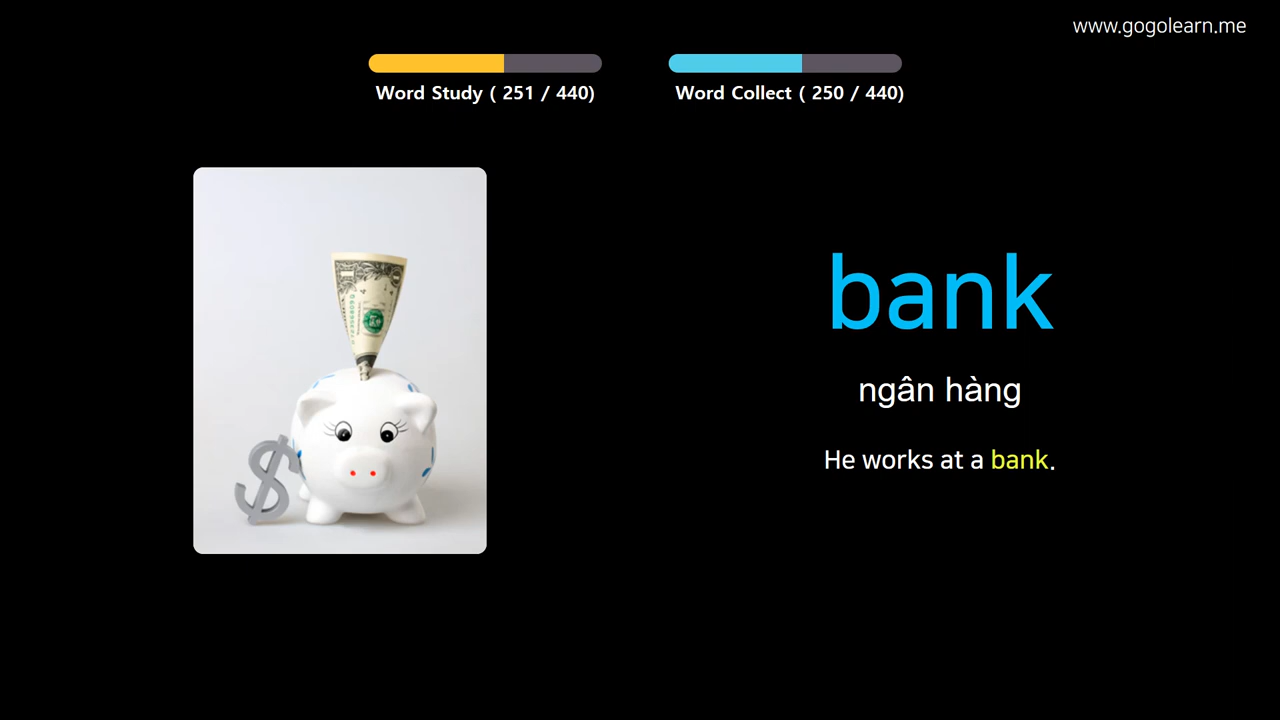 www.gogolearn.me
Word Study ( 251 / 440)
Word Collect ( 250 / 440)
bank
ngân hàng
He works at a bank.